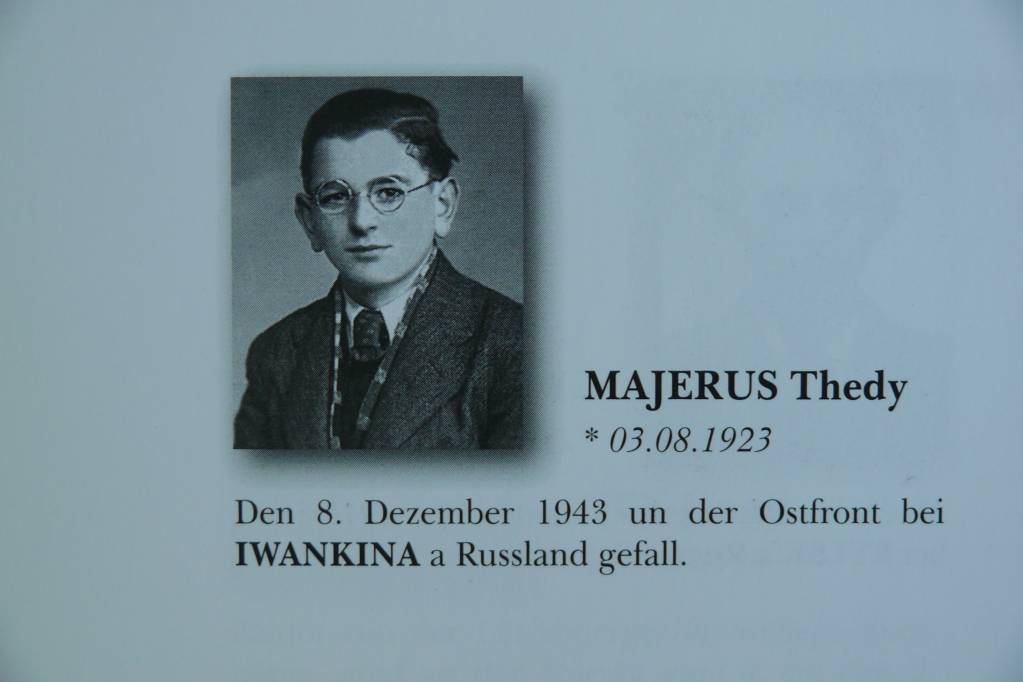 MAJERUS Thedy
* 03.08.1923
Den 8. Dezember 1943 un der Ostfront bei
IWANKINA a Russland gefall.